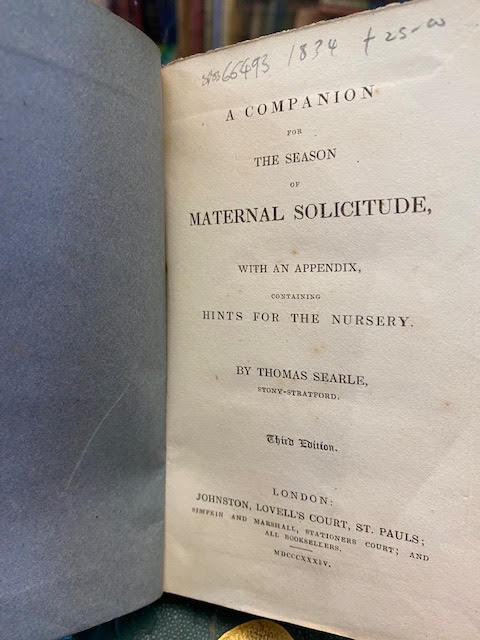 66493 1834 £25-00
A COMPANION
FOR
THE SEASON
OF
MATERNAL SOLICITUDE,
WITH AN APPENDIX,
CONTAINING
HINTS FOR THE NURSERY.
BY THOMAS SEARLE,
STONY-STRATFORD.
Third Edition.
LONDON:
JOHNSTON, LOVELL'S COURT, ST. PAULS;
SIMPKIN AND MARSHALL, STATIONERS COURT; AND
ALL BOOKSELLERS.
MDCCCXXXIV.